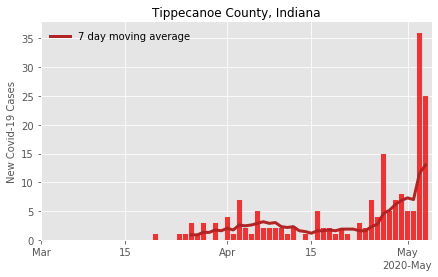 Tippecanoe County, Indiana
7 day moving average
New Covid-19 Cases
35
30
25
20
15
10
5
0
Mar 15 Apr 15 May
2020-May